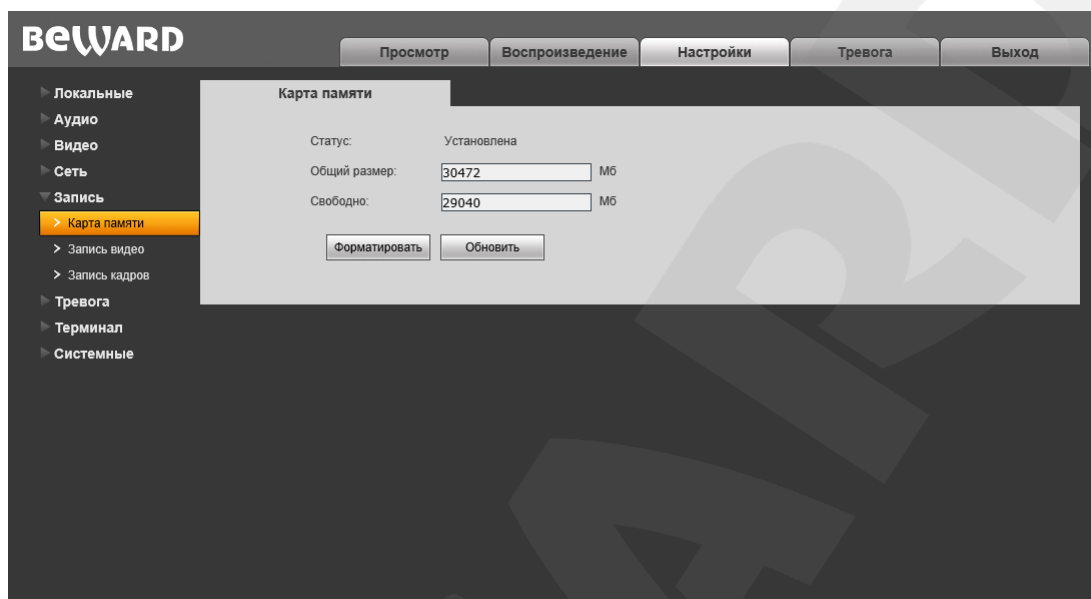 BEWARD
Просмотр Воспроизведение Настройки Тревога Выход
Локальные
Аудио
Видео
Сеть
Запись
Карта памяти
Запись видео
Запись кадров
Тревога
Терминал
Системные
Карта памяти
Статус: Установлена
Общий размер: 30472 Мб
Свободно: 29040 Мб
Форматировать Обновить